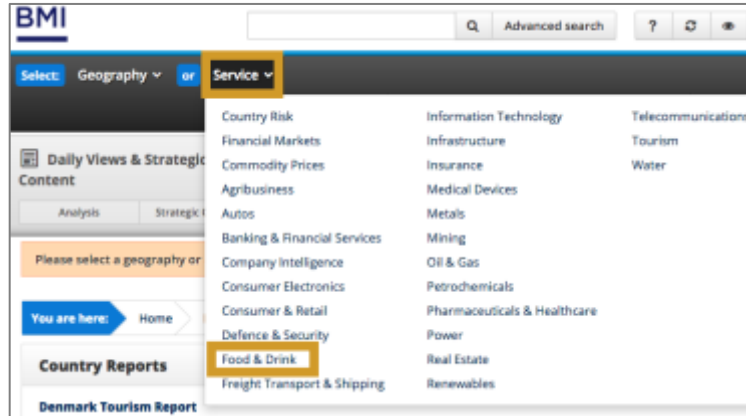 BMI
Advanced search
?
Select: Geography or Service
Country Risk
Financial Markets
Commodity Prices
Agribusiness
Autos
Banking & Financial Services
Company Intelligence
Consumer Electronics
Consumer & Retail
Defence & Security
Food & Drink
Freight Transport & Shipping
Information Technology
Infrastructure
Insurance
Medical Devices
Metals
Mining
Oil & Gas
Petrochemicals
Pharmaceuticals & Healthcare
Power
Real Estate
Renewables
Telecommunications
Tourism
Water
Daily Views & Strategic
Content
Analysis Strategic
Please select a geography or
You are here: Home
Country Reports
Denmark Tourism Report